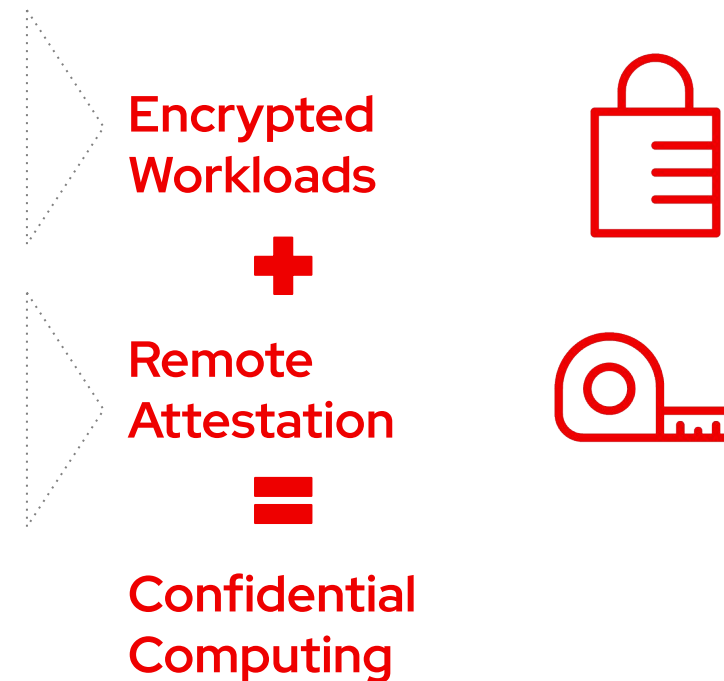 Encrypted
Workloads
+
Remote
Attestation
=
Confidential
Computing